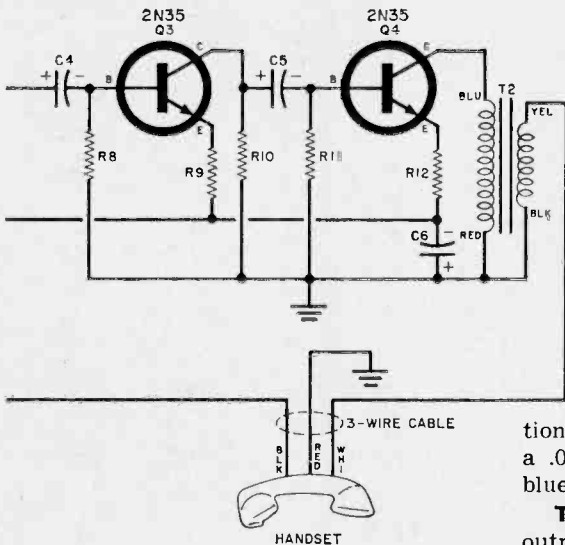 2N35
Q3
2N35
Q4
C4
+ -
B
C
E
C5
+ -
B
E
E
BLU
T2
YEL
R8
R9
R10
R11
R12
C6
-
+
RED
BLK
3-WIRE CABLE
BLK
RED
WHI
HANDSET
tion
a .0
blue
T